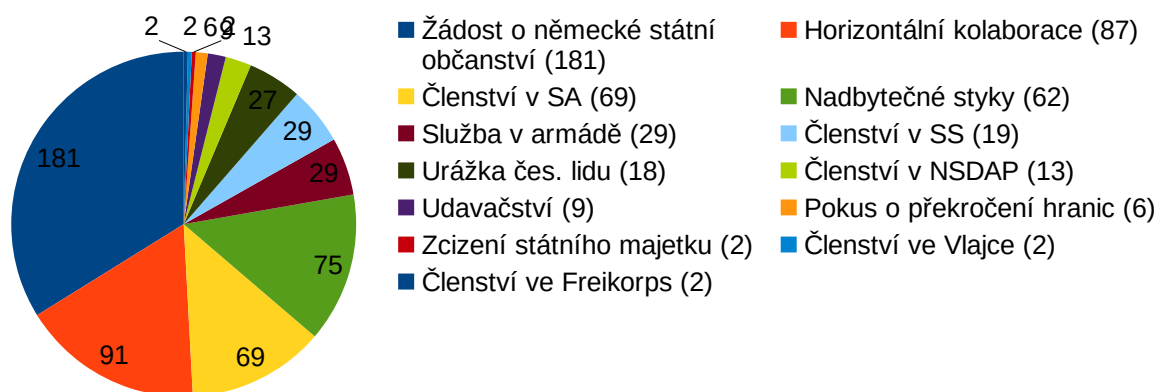 2
2
6
9
2
13
27
29
29
75
69
91
181
Žádost o německé státní
občanství (181)
Horizontální kolaborace (87)
Členství v SA (69)
Nadbytečné styky (62)
Služba v armádě (29)
Členství v SS (19)
Urážka čes. lidu (18)
Členství v NSDAP (13)
Udavačství (9)
Pokus o překročení hranic (6)
Zcizení státního majetku (2)
Členství ve Vlajce (2)
Členství ve Freikorps (2)